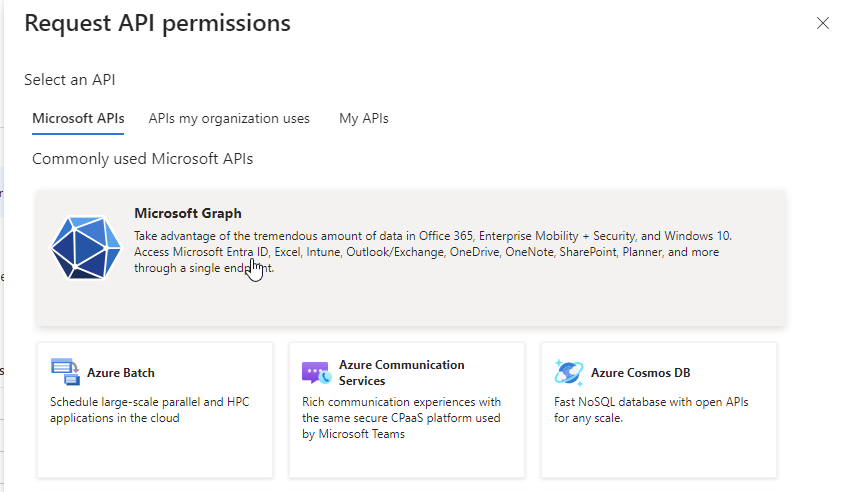 Request API permissions
Select an API
Microsoft APIs
APIs my organization uses
My APIs
Commonly used Microsoft APIs
Microsoft Graph
Take advantage of the tremendous amount of data in Office 365, Enterprise Mobility + Security, and Windows 10.
Access Microsoft Entra ID, Excel, Intune, Outlook/Exchange, OneDrive, OneNote, SharePoint, Planner, and more
through a single endpoint.
Azure Batch
Schedule large-scale parallel and HPC
applications in the cloud
Azure Communication
Services
Rich communication experiences with
the same secure CPaaS platform used
by Microsoft Teams
Azure Cosmos DB
Fast NoSQL database with open APIs
for any scale.